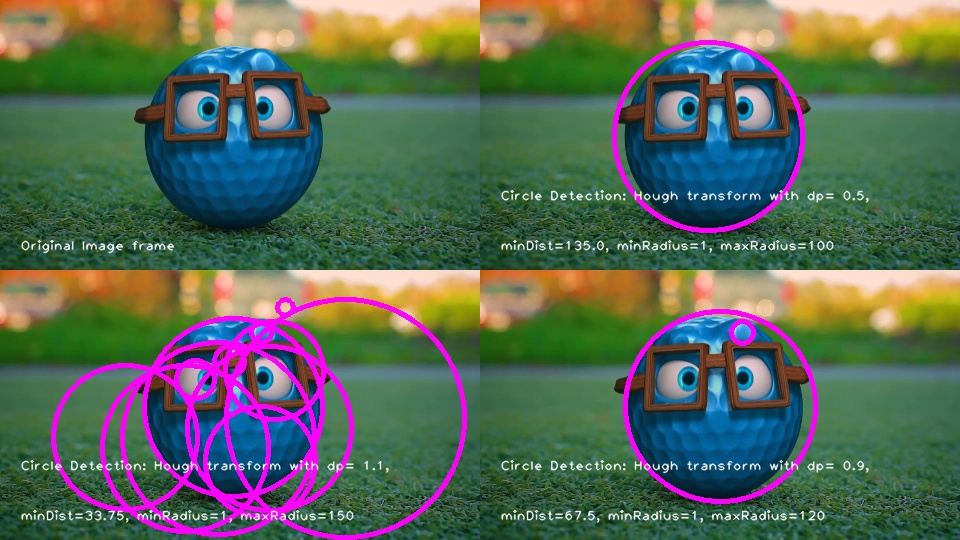 Original Image frame
Circle Detection: Hough transform with dp= 0.5,
minDist=135.0, minRadius=1, maxRadius=100
Circle Detection: Hough transform with dp= 1.1,
minDist=33.75, minRadius=1, maxRadius=150
Circle Detection: Hough transform with dp= 0.9,
minDist=67.5, minRadius=1, maxRadius=120